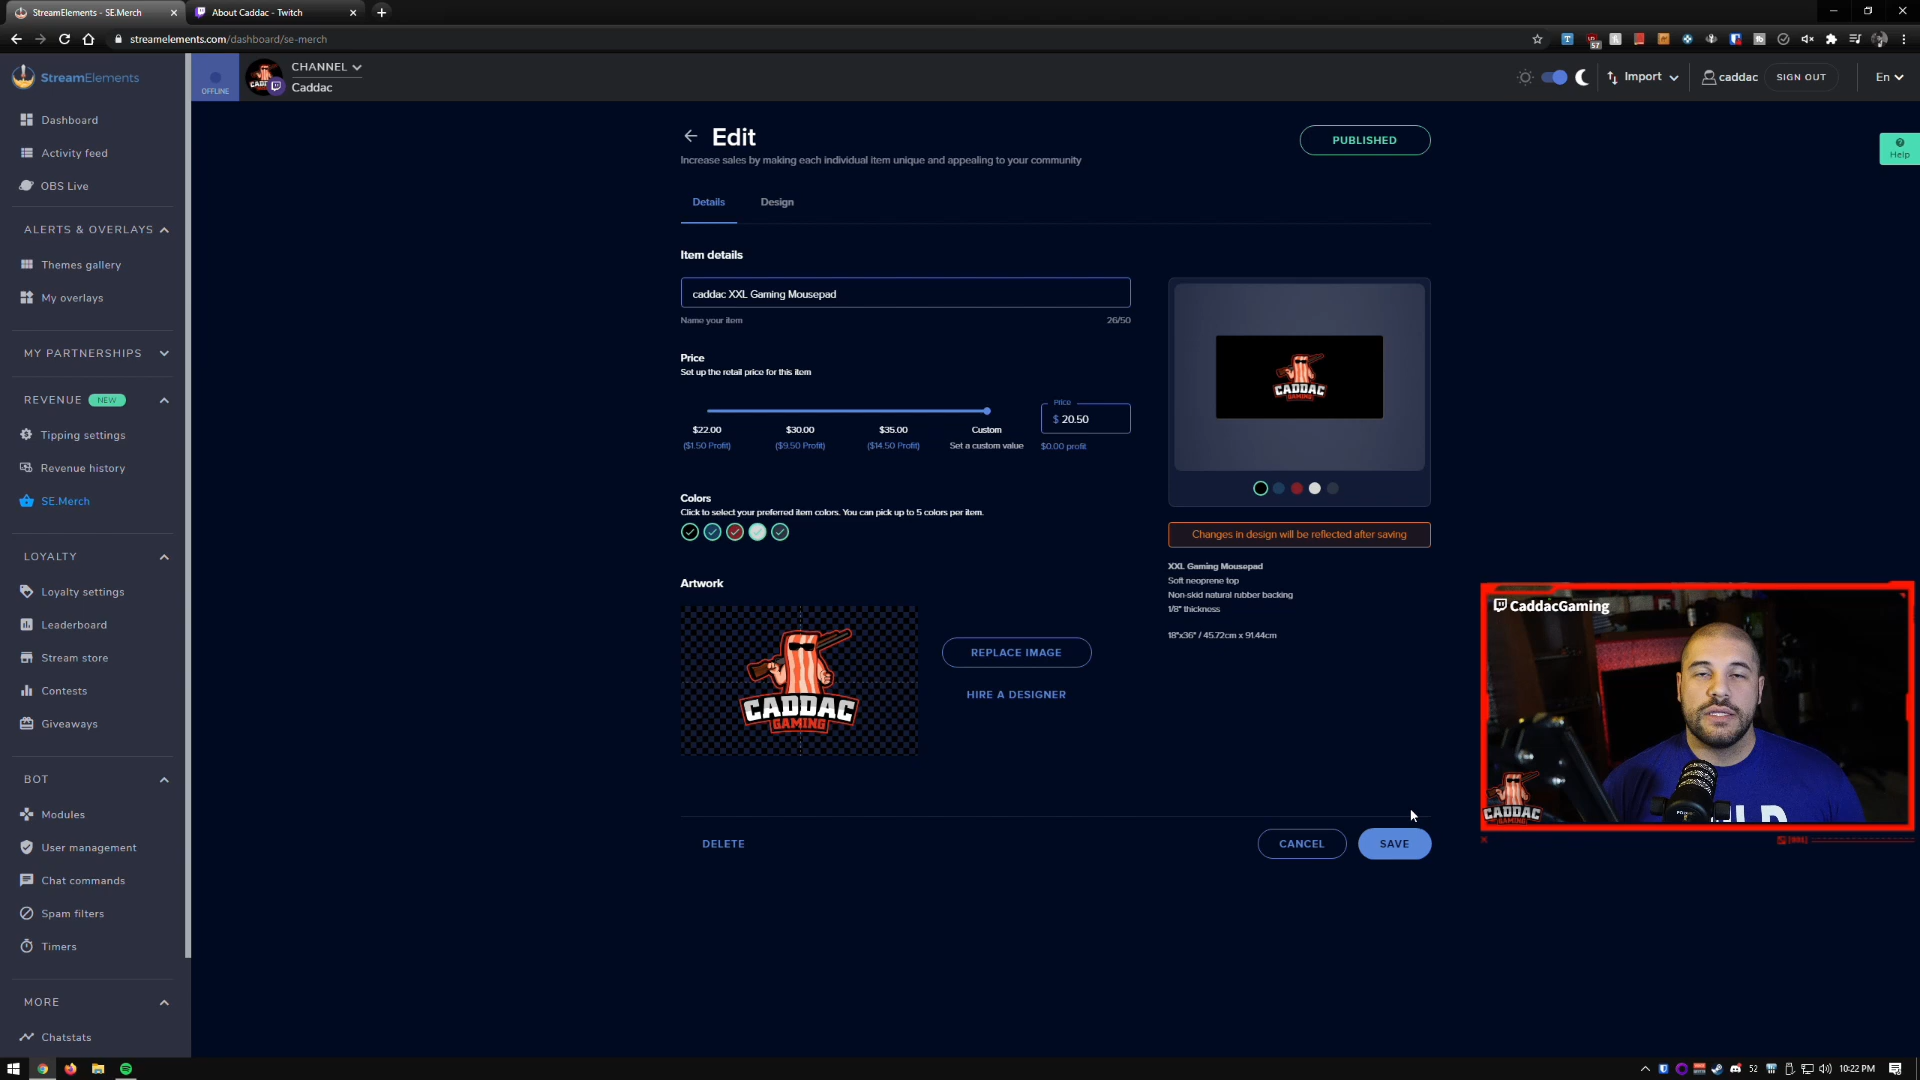 StreamElements - SE.Merch
About Caddac - Twitch
streamelements.com/dashboard/se-merch
57
StreamElements
OFFLINE
CHANNEL
Caddac
Import
caddac
SIGN OUT
En
Dashboard
Activity feed
OBS Live
ALERTS & OVERLAYS
Themes gallery
My overlays
MY PARTNERSHIPS
REVENUE NEW
Tipping settings
Revenue history
SE.Merch
LOYALTY
Loyalty settings
Leaderboard
Stream store
Contests
Giveaways
BOT
Modules
User management
Chat commands
Spam filters
Timers
MORE
Chatstats
Edit
PUBLISHED
Help
Increase sales by making each individual item unique and appealing to your community
Details
Design
Item details
caddac XXL Gaming Mousepad
Name your item
26/50
Price
Set up the retail price for this item
Price
$ 20.50
$0.00 profit
$22.00
($1.50 Profit)
$30.00
($9.50 Profit)
$35.00
($14.50 Profit)
Custom
Set a custom value
Colors
Click to select your preferred item colors. You can pick up to 5 colors per item.
Artwork
CADDAC
GAMING
REPLACE IMAGE
HIRE A DESIGNER
CADDAC
GAMING
Changes in design will be reflected after saving
XXL Gaming Mousepad
Soft neoprene top
Non-skid natural rubber backing
1/8" thickness
18"x36" / 45.72cm x 91.44cm
DELETE
CANCEL
SAVE
CaddacGaming
CADDAC
52
10:22 PM